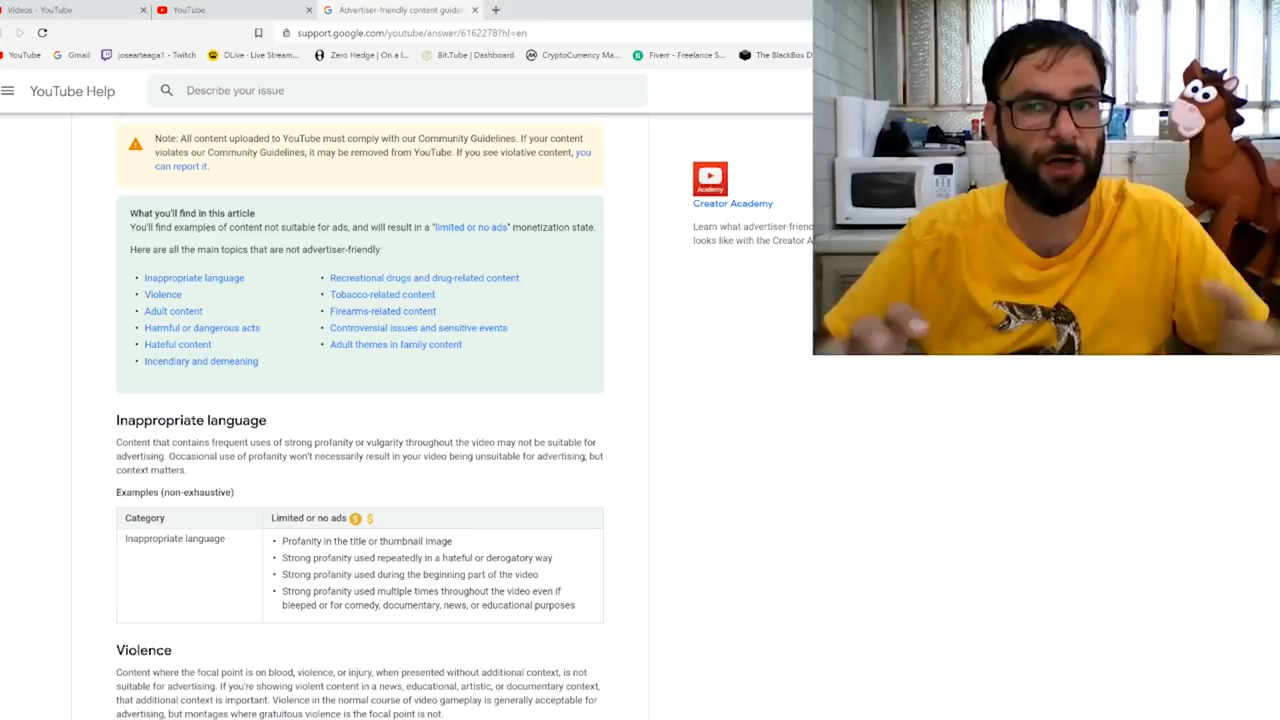 Videos - YouTube
YouTube
Advertiser-friendly content guidel
support.google.com/youtube/answer/6162278?hl=en
YouTube
Gmail
josearteaga1 - Twitch
DLive · Live Stream...
Zero Hedge | On a l...
Bit.Tube | Dashboard
CryptoCurrency Ma...
Fiverr – Freelance S...
The BlackBox D
YouTube Help
Describe your issue
Note: All content uploaded to YouTube must comply with our Community Guidelines. If your content
violates our Community Guidelines, it may be removed from YouTube. If you see violative content, you
can report it.
Academy
Creator Academy
Learn what advertiser-frienc
looks like with the Creator A
What you'll find in this article
You'll find examples of content not suitable for ads, and will result in a "limited or no ads" monetization state.
Here are all the main topics that are not advertiser-friendly:
• Inappropriate language
• Violence
• Adult content
• Harmful or dangerous acts
• Hateful content
• Incendiary and demeaning
• Recreational drugs and drug-related content
• Tobacco-related content
• Firearms-related content
• Controversial issues and sensitive events
• Adult themes in family content
Inappropriate language
Content that contains frequent uses of strong profanity or vulgarity throughout the video may not be suitable for
advertising. Occasional use of profanity won't necessarily result in your video being unsuitable for advertising, but
context matters.
Examples (non-exhaustive)
Category
Limited or no ads
Inappropriate language
• Profanity in the title or thumbnail image
• Strong profanity used repeatedly in a hateful or derogatory way
• Strong profanity used during the beginning part of the video
• Strong profanity used multiple times throughout the video even if
bleeped or for comedy, documentary, news, or educational purposes
Violence
Content where the focal point is on blood, violence, or injury, when presented without additional context, is not
suitable for advertising. If you're showing violent content in a news, educational, artistic, or documentary context,
that additional context is important. Violence in the normal course of video gameplay is generally acceptable for
advertising, but montages where gratuitous violence is the focal point is not.